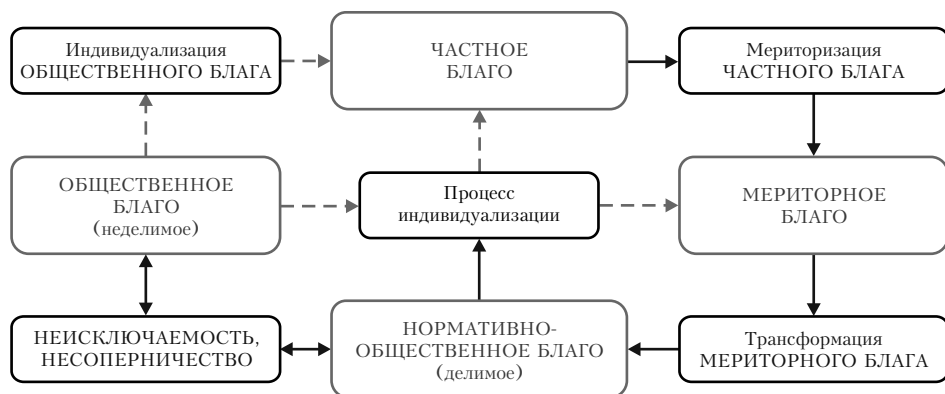 Индивидуализация
ОБЩЕСТВЕННОГО БЛАГА
ЧАСТНОЕ
БЛАГО
Мериторизация
ЧАСТНОГО БЛАГА
ОБЩЕСТВЕННОЕ
БЛАГО
(неделимое)
Процесс
индивидуализации
МЕРИТОРНОЕ
БЛАГО
НЕИСКЛЮЧАЕМОСТЬ,
НЕСОПЕРНИЧЕСТВО
НОРМАТИВНО-
ОБЩЕСТВЕННОЕ БЛАГО
(делимое)
Трансформация
МЕРИТОРНОГО БЛАГА